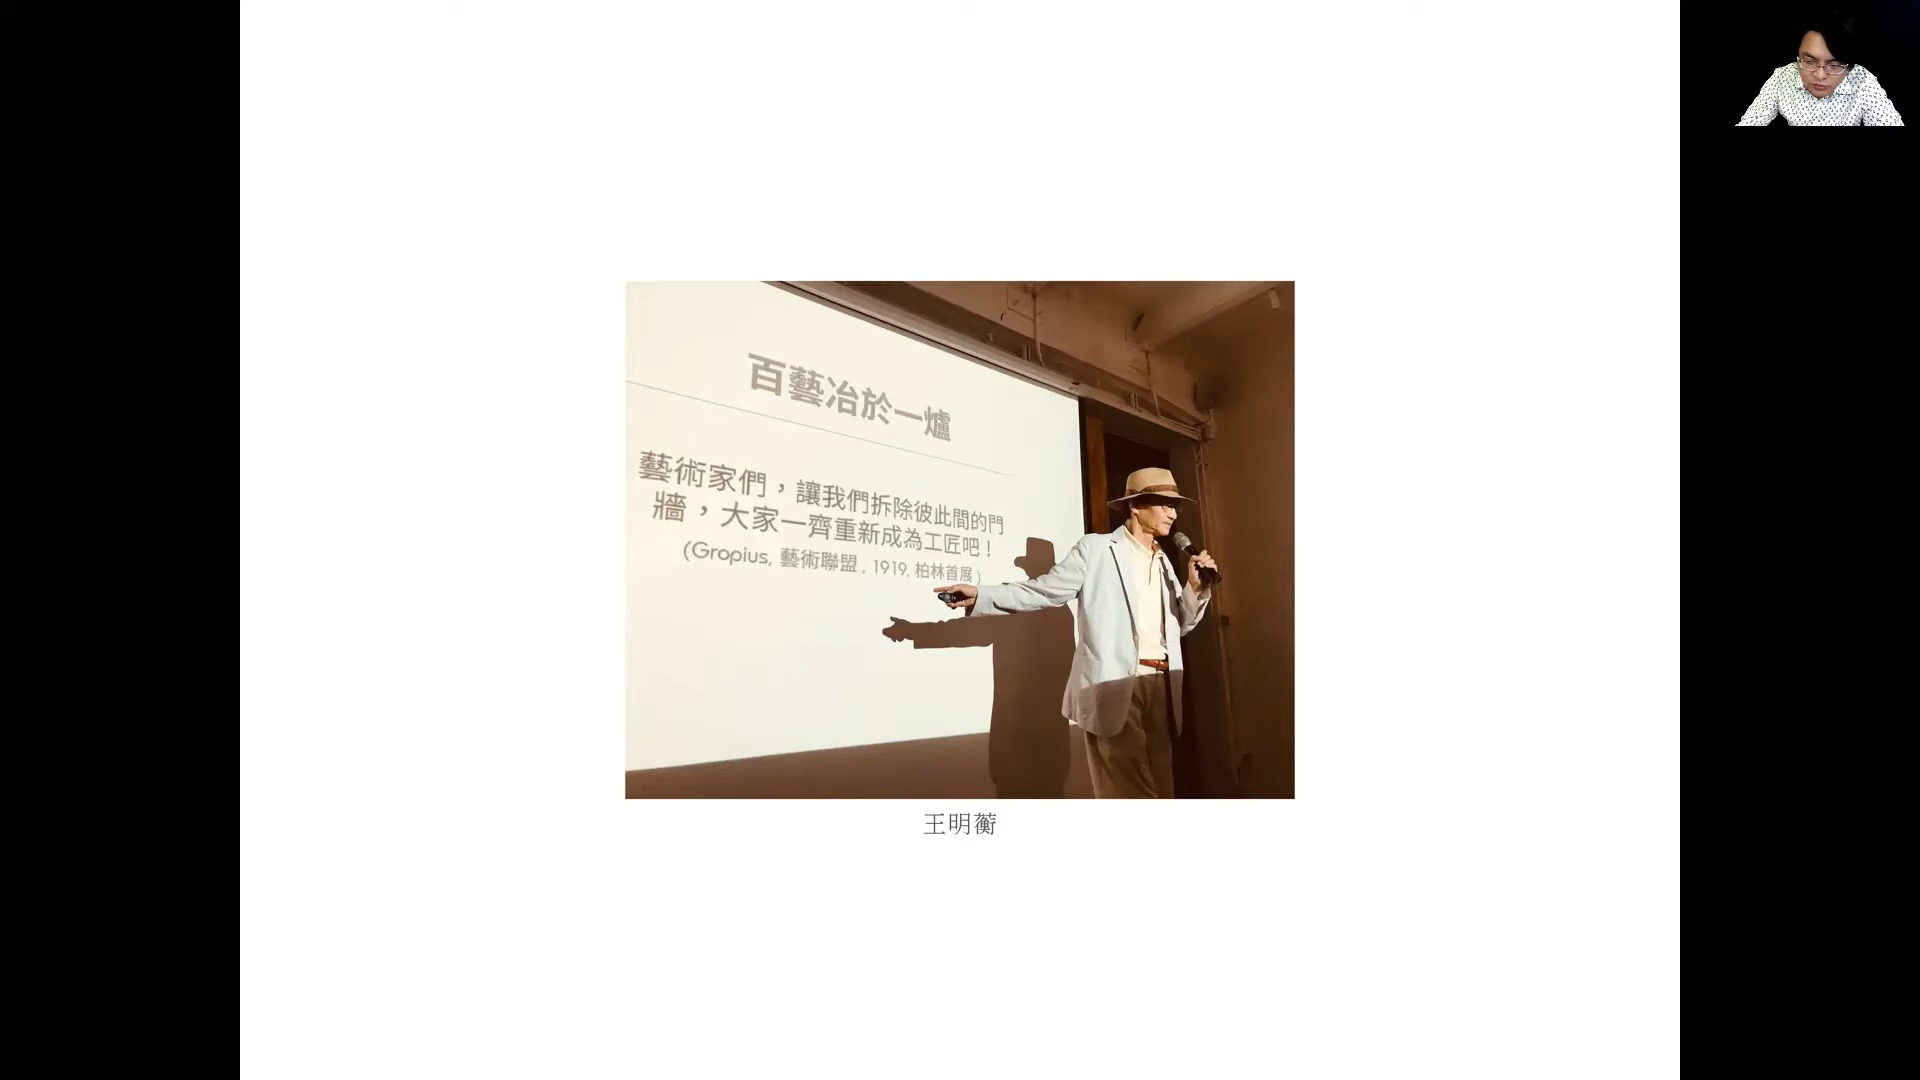 百藝冶於一爐
藝術家們，讓我們拆除彼此間的門
牆，大家一齊重新成為工匠吧！
(Gropius, 藝術聯盟 , 1919, 柏林首展 )
王明蘅